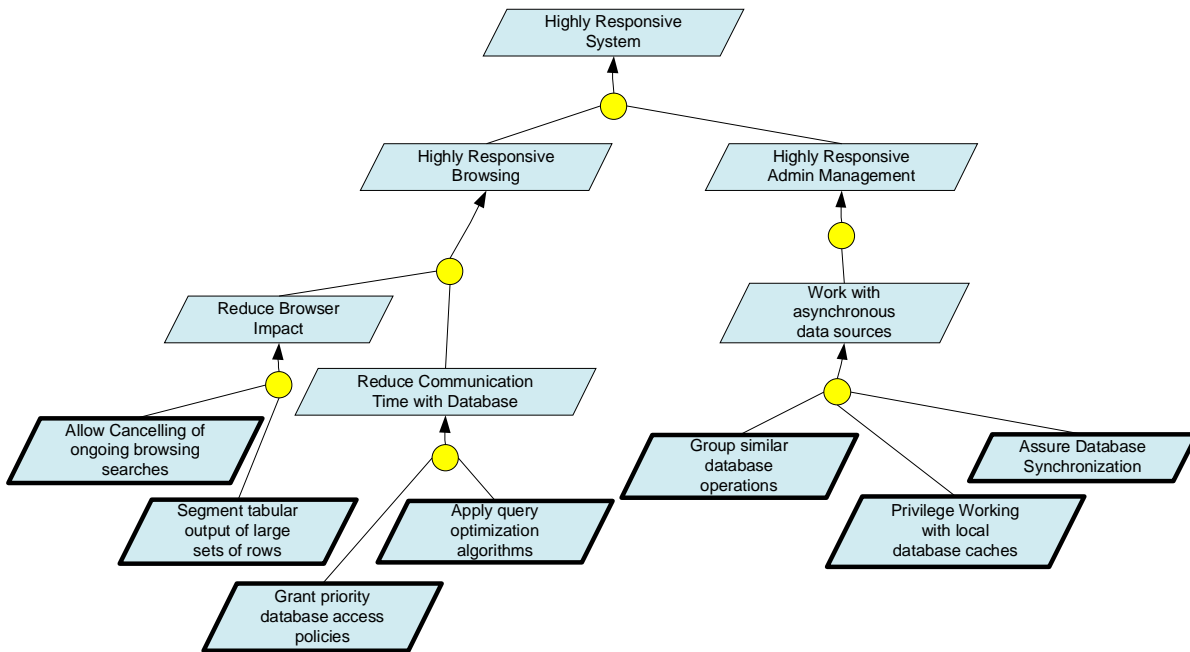 Highly Responsive
System
Highly Responsive
Browsing
Highly Responsive
Admin Management
Reduce Browser
Impact
Work with
asynchronous
data sources
Reduce Communication
Time with Database
Allow Cancelling of
ongoing browsing
searches
Group similar
database
operations
Assure Database
Synchronization
Segment tabular
output of large
sets of rows
Apply query
optimization
algorithms
Privilege Working
with local
database caches
Grant priority
database access
policies